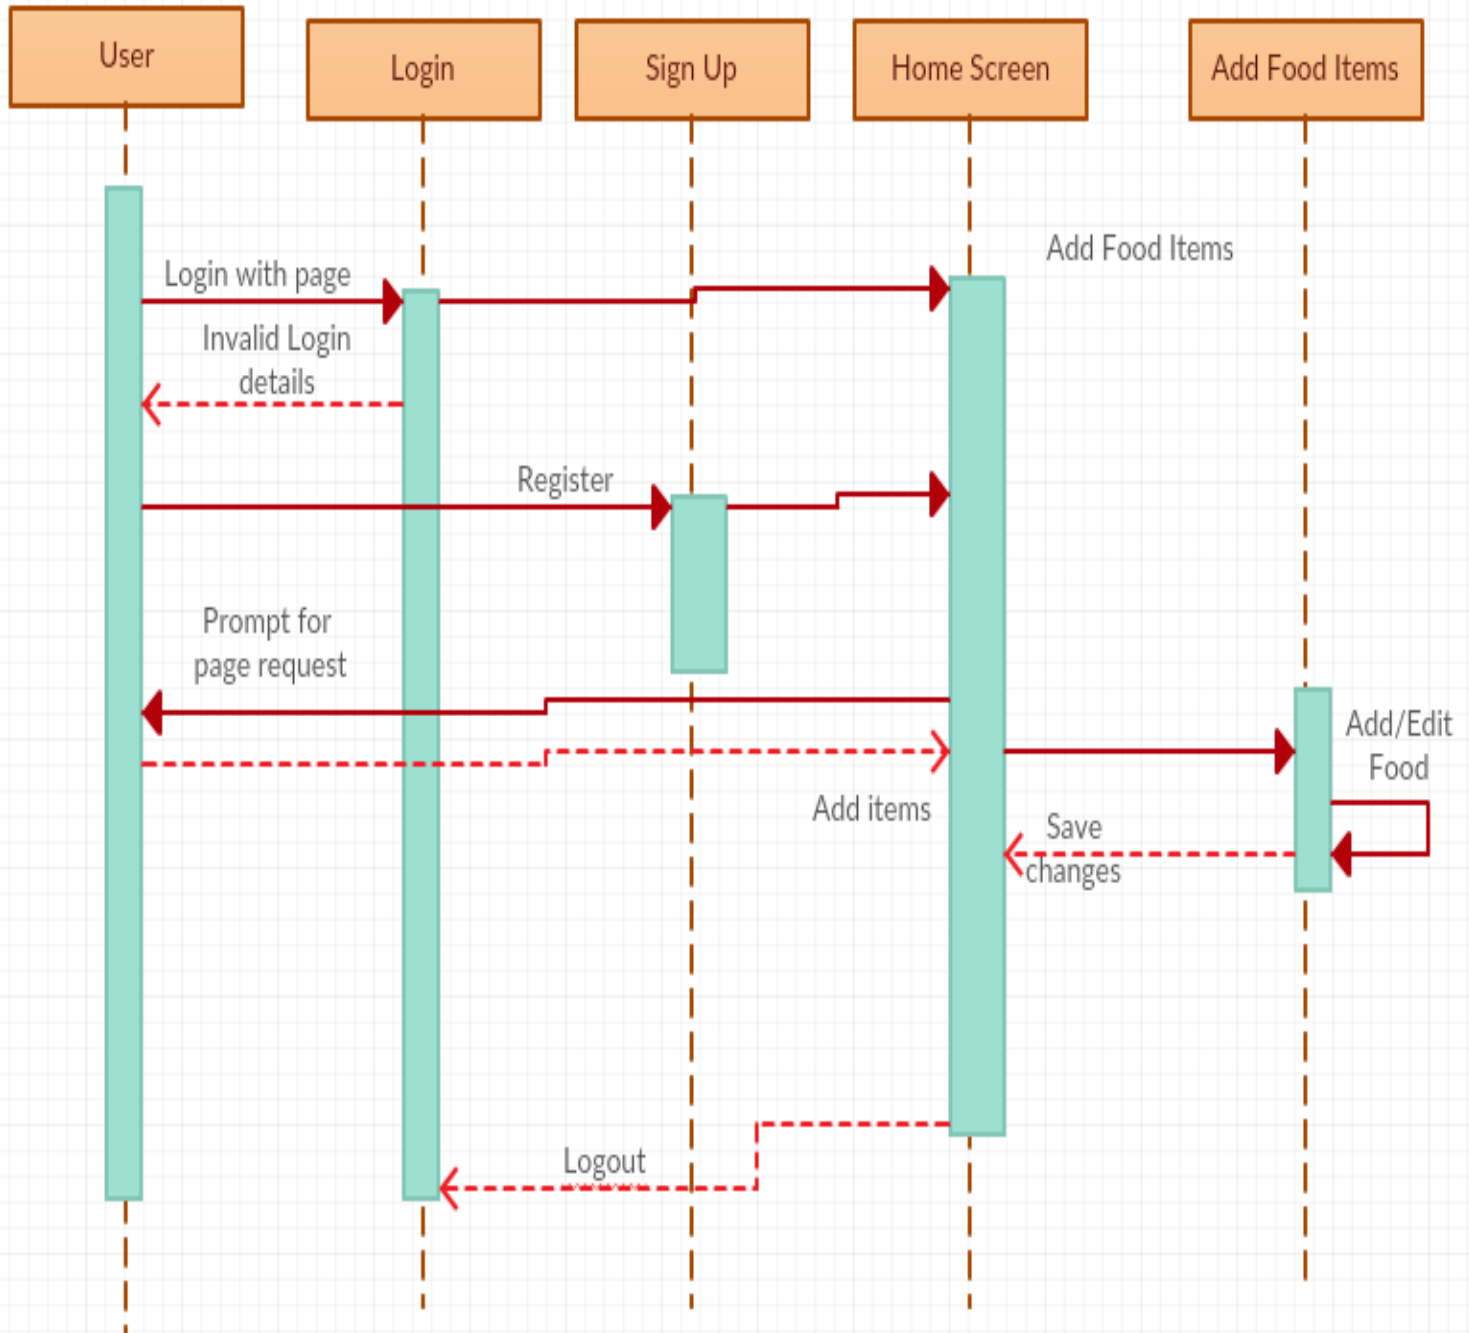 User
Login
Sign Up
Home Screen
Add Food Items
Add Food Items
Login with page
Invalid Login
details
Register
Prompt for
page request
Add/Edit
Food
Add items
Save
changes
Logout